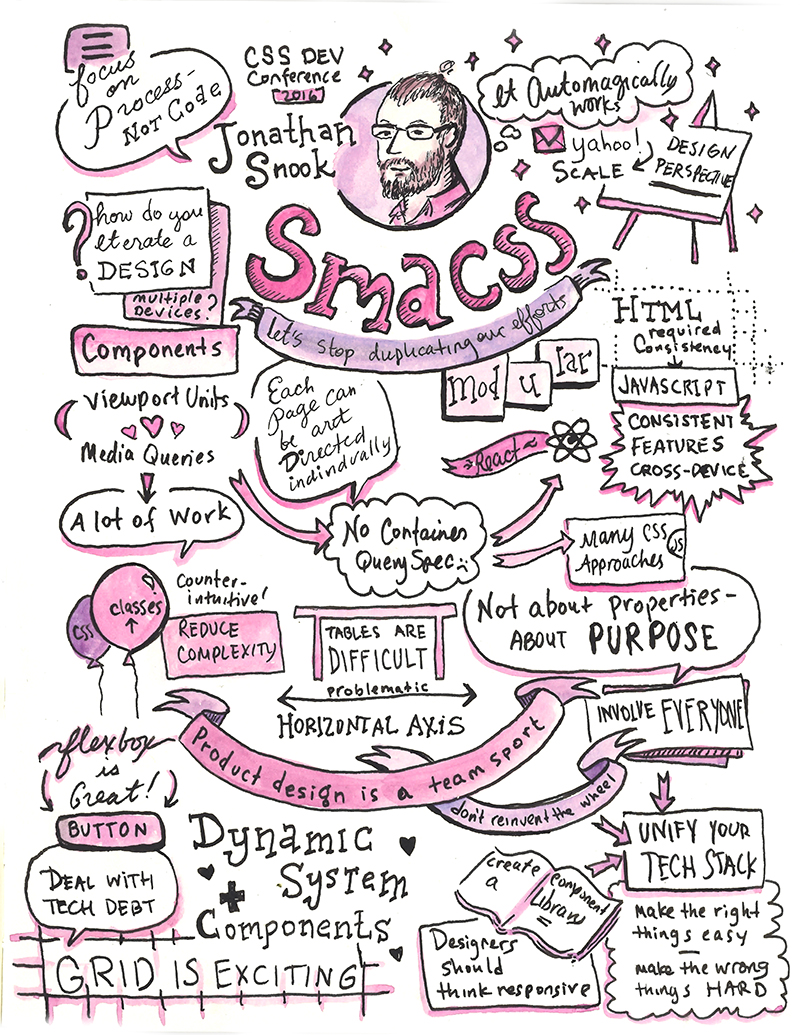 focus
on
Process-
NOT Code
CSS DEV
Conference
2016
Jonathan
Snook
It Automagically
works
yahoo!
SCALE
DESIGN
PERSPECTIVE
?
how do you
iterate a
DESIGN
multiple?
Devices!
Smacss
let's stop duplicating our efforts
HTML
required
Consistency
JAVASCRIPT
CONSISTENT
FEATURES
CROSS-DEVICE
Components
Viewport Units
Media Queries
A lot of work
Each
page can
be art
Directed
indindvally
mod u lar
React
No Container
Query Spec
Many CSS
Approaches
JS
Not about properties-
ABOUT PURPOSE
CSS
classes
Counter-
intuitive!
REDUCE
COMPLEXITY
TABLES ARE
DIFFICULT
problematic
HORIZONTAL AXIS
INVOLVE EVERYONE
Product design is a team sport
don't reinvent the wheel
flexbox
is
Great!
BUTTON
DEAL WITH
TECH DEBT
Dynamic
+ System
Components
GRID IS EXCITING
UNIFY YOUR
TECH STACK
create
a
component
Library
Designers
should
think responsive
make the right
things easy
make the wrong
things HARD